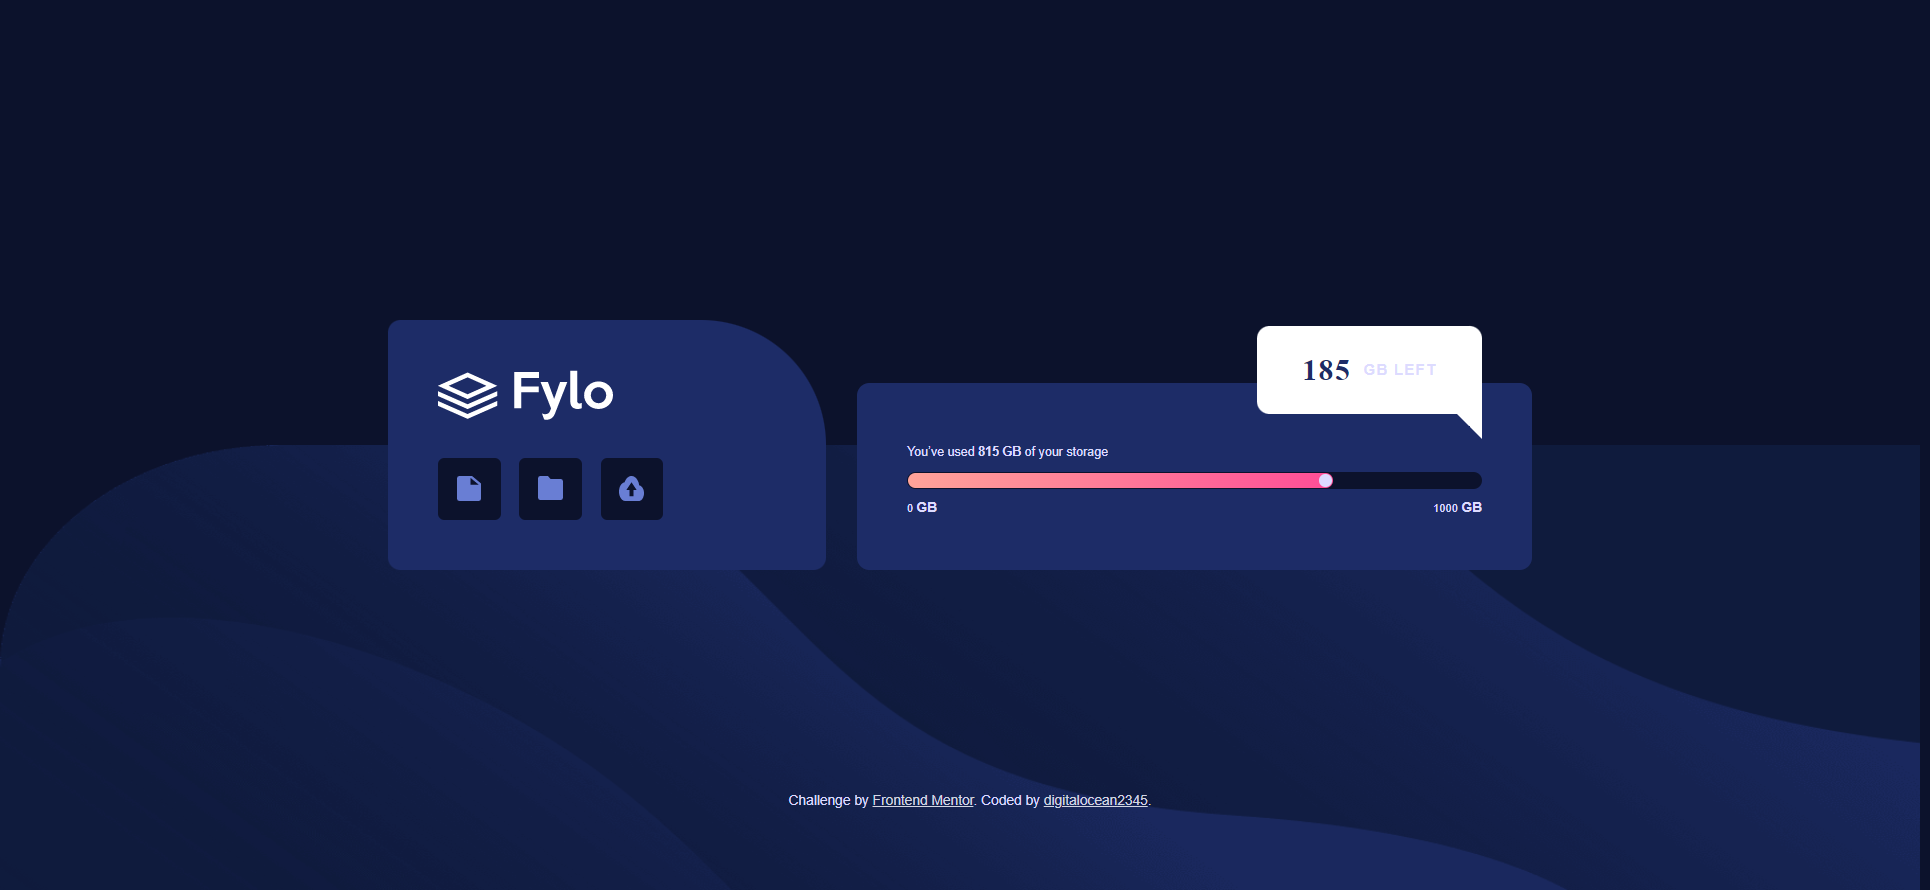 Fylo
185 GB LEFT
You've used 815 GB of your storage
0 GB
1000 GB
Challenge by Frontend Mentor. Coded by digitalocean2345.